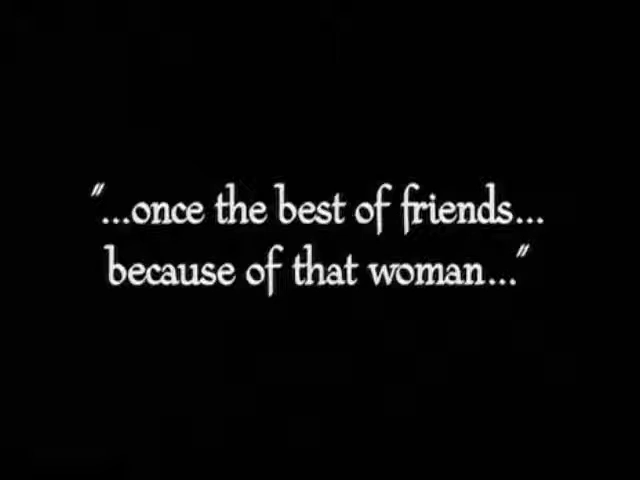 "...once the best of friends...
because of that woman..."